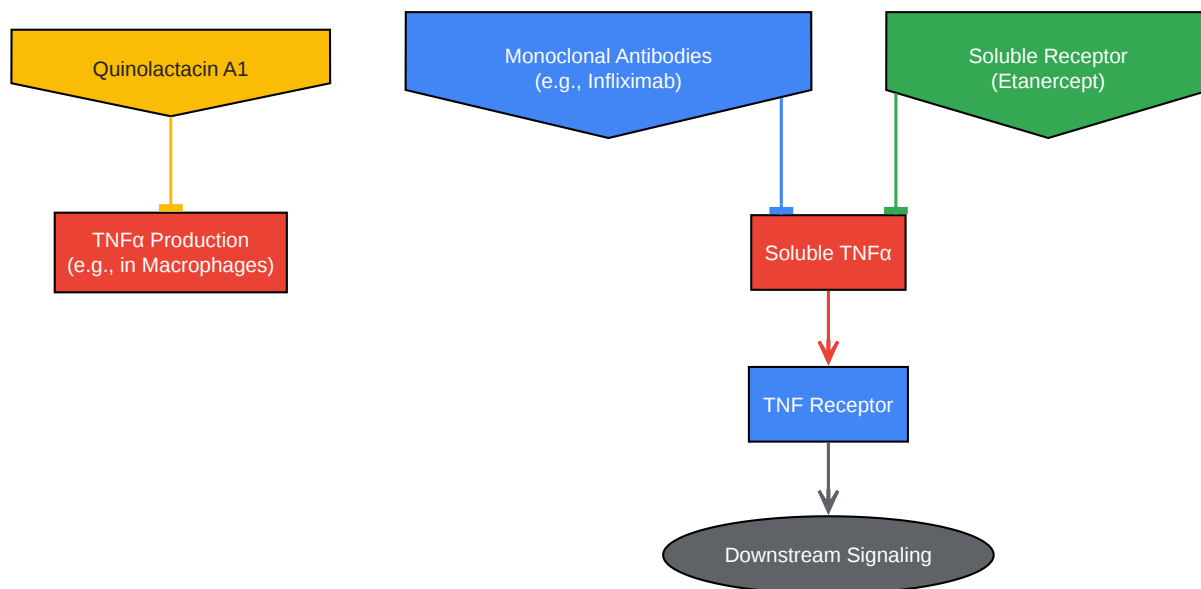 Quinolactacin A1
Monoclonal Antibodies
(e.g., Infliximab)
Soluble Receptor
(Etanercept)
TNFα Production
(e.g., in Macrophages)
Soluble TNFα
TNF Receptor
Downstream Signaling